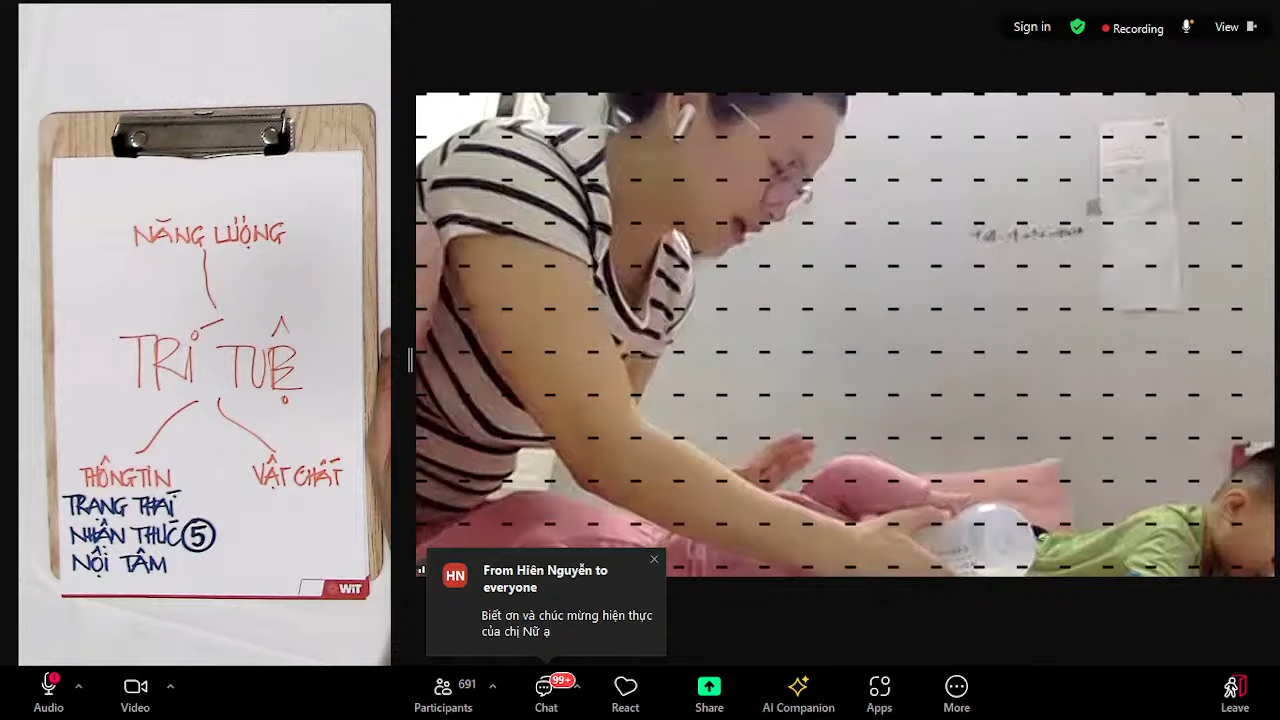 Sign in
Recording
View
NĂNG LƯỢNG
TRÍ TUỆ
THÔNG TIN
VẬT CHẤT
TRẠNG THÁI
NHẬN THỨC 5
NỘI TÂM
WIT
HN
From Hiên Nguyễn to
everyone
Biết ơn và chúc mừng hiện thực
của chị Nữ ạ
691
99+
Audio
Video
Participants
Chat
React
Share
AI Companion
Apps
More
Leave